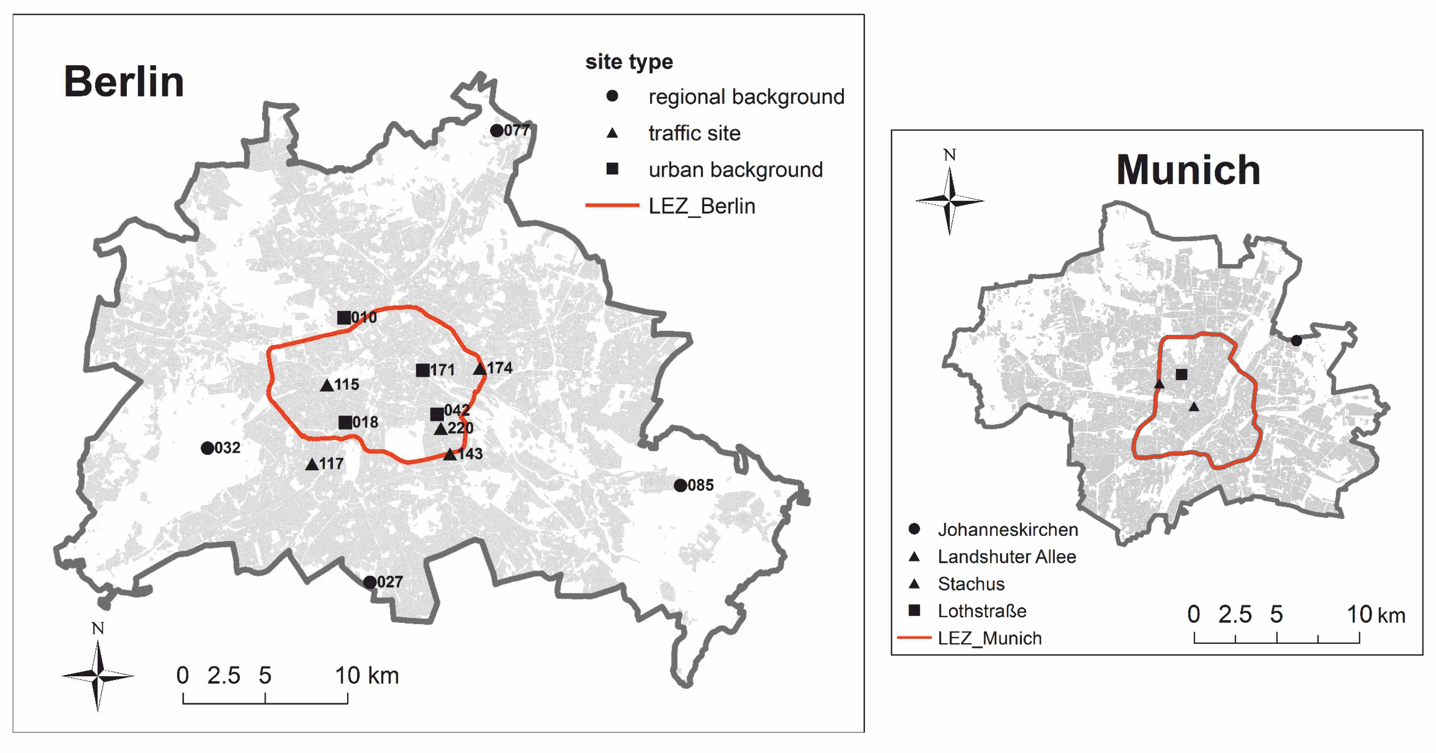 Berlin
site type
regional background
traffic site
urban background
LEZ_Berlin
077
010
171
174
115
042
018
220
032
143
117
085
027
N
0 2.5 5 10 km
N
Munich
Johanneskirchen
Landshuter Allee
Stachus
Lothstraße
LEZ_Munich
0 2.5 5 10 km